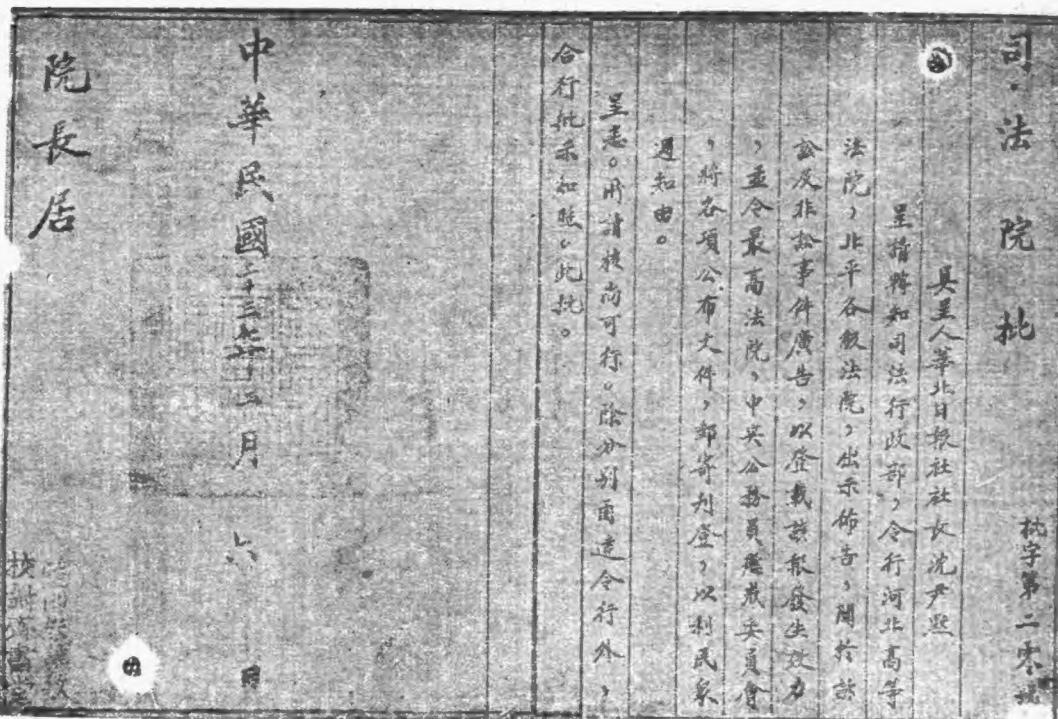 司法院批
批字第二零號
具呈人華北日報社社長沈尹默
呈請轉知司法行政部，令行河北高等
法院，北平各級法院，出示佈告，關於訴
訟及非訟事件廣告，以登載該報發生效力
，並令最高法院，中央公務員懲戒委員會
，將各項公布文件，郵寄刊登，以利民眾
週知由。
呈悉。所請核尚可行。除分別函達令行外，
合行批示知照。此批。
中華民國二十三年十二月 六 日
院長居